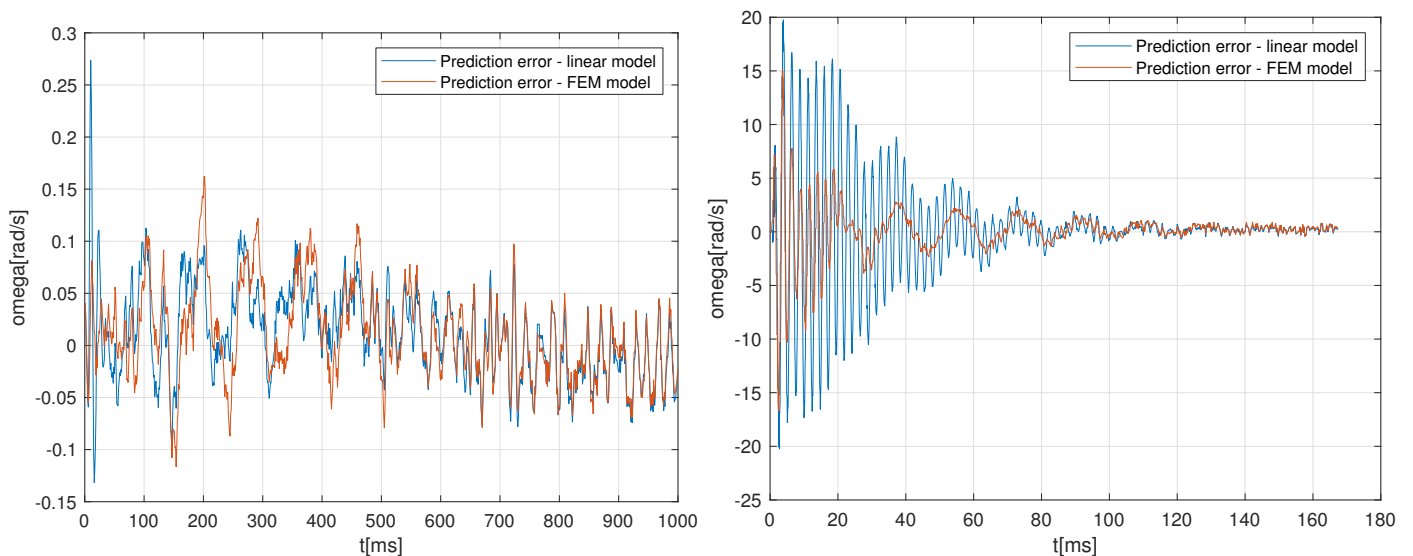 0.3
0.25
0.2
0.15
0.1
0.05
0
-0.05
-0.1
-0.15
omega[rad/s]
Prediction error - linear model
Prediction error - FEM model
0 100 200 300 400 500 600 700 800 900 1000
t[ms]
20
15
10
5
0
-5
-10
-15
-20
-25
omega[rad/s]
Prediction error - linear model
Prediction error - FEM model
0 20 40 60 80 100 120 140 160 180
t[ms]